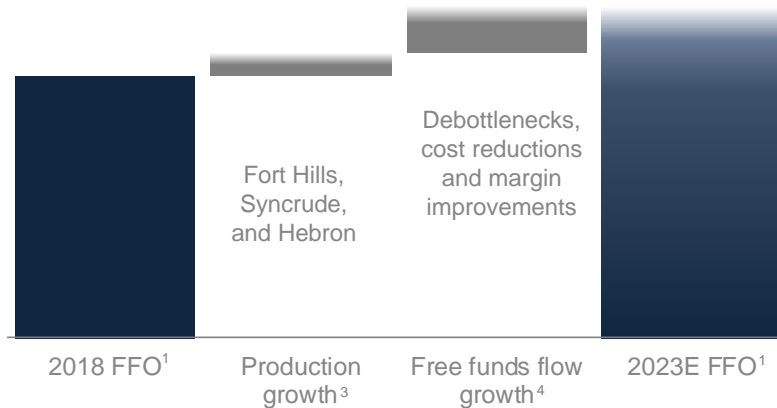 Fort Hills,
Syncrude,
and Hebron
Debottlenecks,
cost reductions
and margin
improvements
2018 FFO¹
Production
growth³
Free funds flow
growth⁴
2023E FFO¹